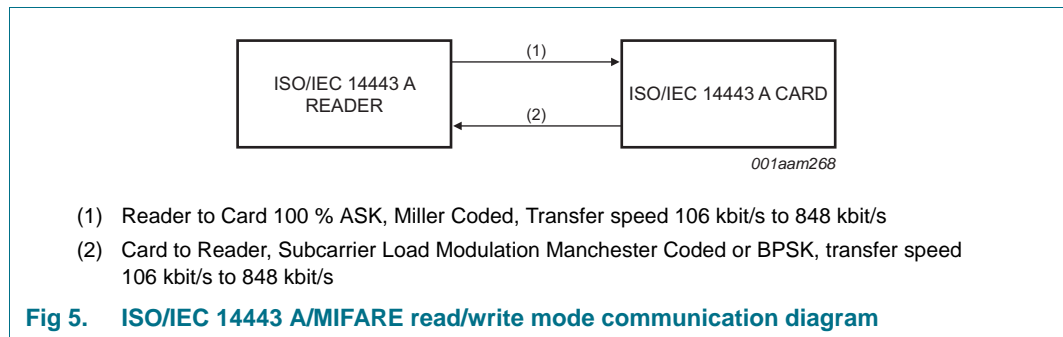 (1)
ISO/IEC 14443 A
READER
ISO/IEC 14443 A CARD
(2)
001aam268
(1) Reader to Card 100 % ASK, Miller Coded, Transfer speed 106 kbit/s to 848 kbit/s
(2) Card to Reader, Subcarrier Load Modulation Manchester Coded or BPSK, transfer speed
106 kbit/s to 848 kbit/s
Fig 5. ISO/IEC 14443 A/MIFARE read/write mode communication diagram